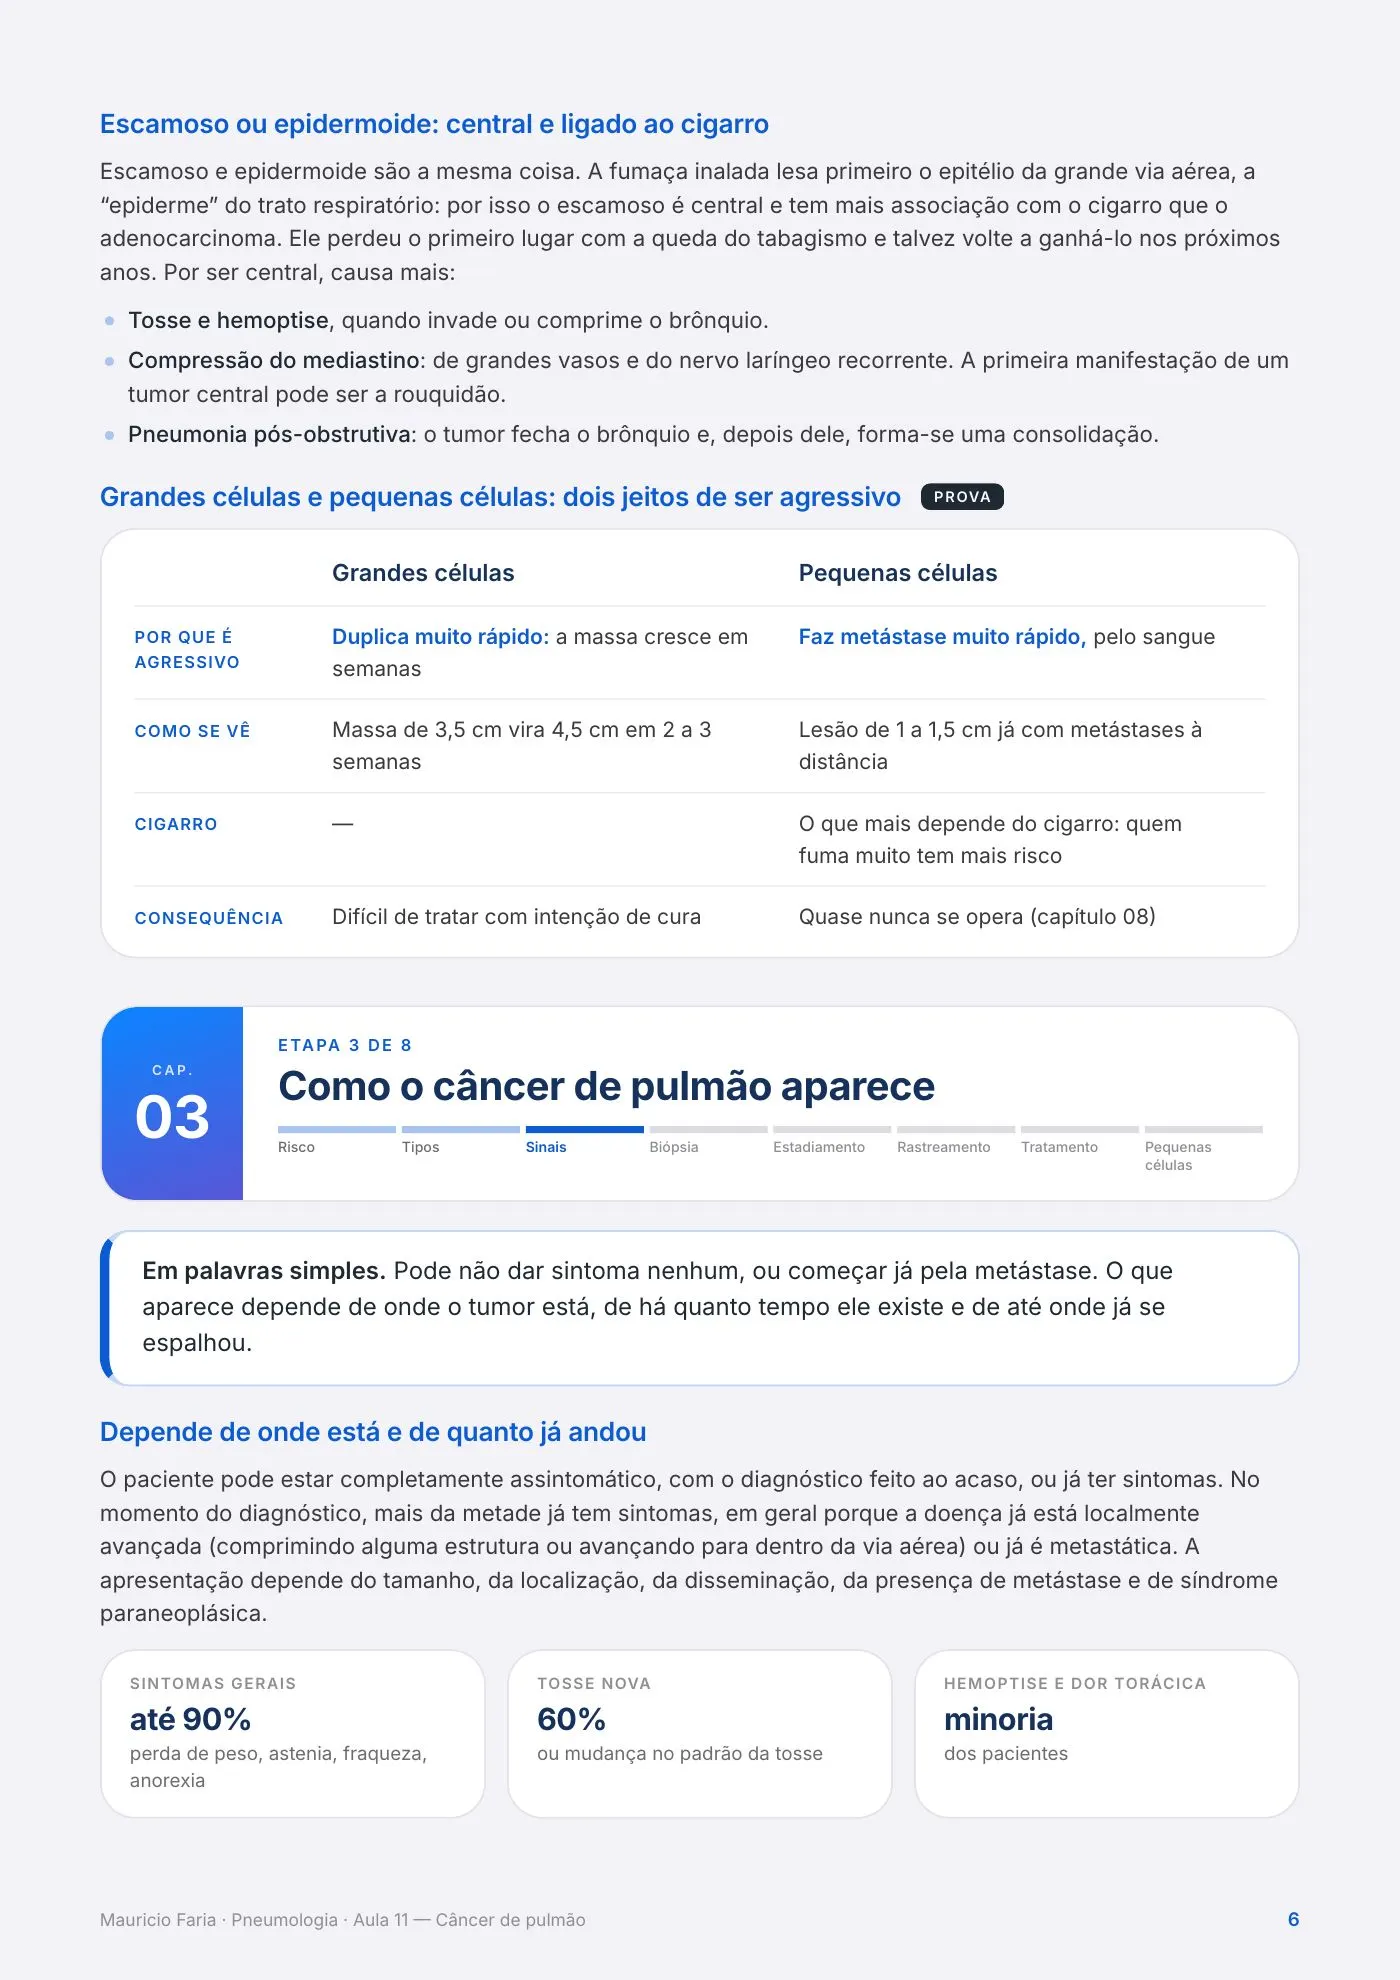 Escamoso ou epidermoide: central e ligado ao cigarro
Escamoso e epidermoide são a mesma coisa. A fumaça inalada lesa primeiro o epitélio da grande via aérea, a
“epiderme” do trato respiratório: por isso o escamoso é central e tem mais associação com o cigarro que o
adenocarcinoma. Ele perdeu o primeiro lugar com a queda do tabagismo e talvez volte a ganhá-lo nos próximos
anos. Por ser central, causa mais:
Tosse e hemoptise, quando invade ou comprime o brônquio.
Compressão do mediastino: de grandes vasos e do nervo laríngeo recorrente. A primeira manifestação de um
tumor central pode ser a rouquidão.
Pneumonia pós-obstrutiva: o tumor fecha o brônquio e, depois dele, forma-se uma consolidação.
Grandes células e pequenas células: dois jeitos de ser agressivo PROVA
Grandes células Pequenas células
POR QUE É
AGRESSIVO
Duplica muito rápido: a massa cresce em
semanas
Faz metástase muito rápido, pelo sangue
COMO SE VÊ
Massa de 3,5 cm vira 4,5 cm em 2 a 3
semanas
Lesão de 1 a 1,5 cm já com metástases à
distância
CIGARRO
—
O que mais depende do cigarro: quem
fuma muito tem mais risco
CONSEQUÊNCIA
Difícil de tratar com intenção de cura
Quase nunca se opera (capítulo 08)
CAP.
03
ETAPA 3 DE 8
Como o câncer de pulmão aparece
Risco
Tipos
Sinais
Biópsia
Estadiamento
Rastreamento
Tratamento
Pequenas
células
Em palavras simples. Pode não dar sintoma nenhum, ou começar já pela metástase. O que
aparece depende de onde o tumor está, de há quanto tempo ele existe e de até onde já se
espalhou.
Depende de onde está e de quanto já andou
O paciente pode estar completamente assintomático, com o diagnóstico feito ao acaso, ou já ter sintomas. No
momento do diagnóstico, mais da metade já tem sintomas, em geral porque a doença já está localmente
avançada (comprimindo alguma estrutura ou avançando para dentro da via aérea) ou já é metastática. A
apresentação depende do tamanho, da localização, da disseminação, da presença de metástase e de síndrome
paraneoplásica.
SINTOMAS GERAIS
até 90%
perda de peso, astenia, fraqueza,
anorexia
TOSSE NOVA
60%
ou mudança no padrão da tosse
HEMOPTISE E DOR TORÁCICA
minoria
dos pacientes
Mauricio Faria · Pneumologia · Aula 11 — Câncer de pulmão
6